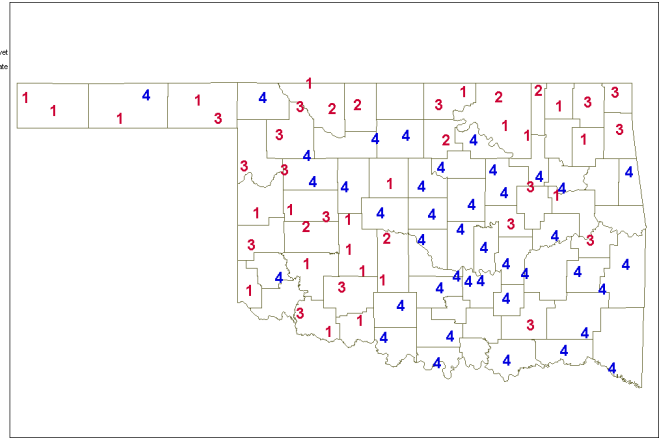 1
3 1 2 3
1 4 4 1 2
yet
3 2 2 3 1 3
1 1 3
ate
1 3 1 3
3 4 4 2 4 1 1
4
3 3 4 4 4
4 4 1 4 3 4 1
1 1 3 1 4 4 4
2 3
3 1 2 4 4 4 4 3
1 4 1 1 4 4 4 4 4
1 3 4 4 4 4
3 1 4 4 3
1 4 4 4
4 4 4
4